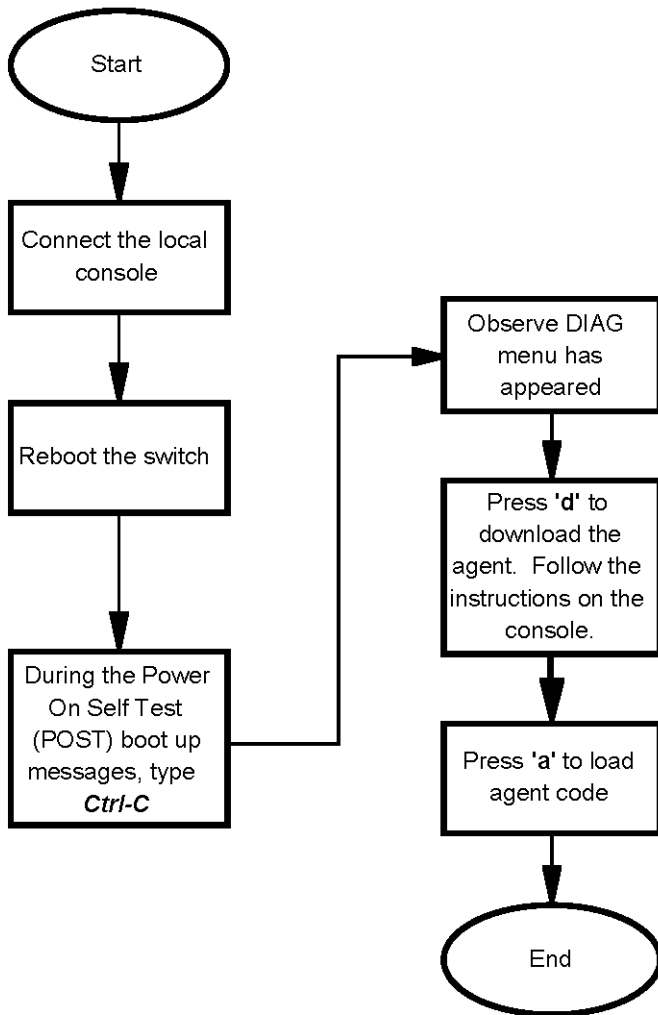 Start
Connect the local
console
Reboot the switch
During the Power
On Self Test
(POST) boot up
messages, type
Ctrl-C
Observe DIAG
menu has
appeared
Press 'd' to
download the
agent.  Follow the
instructions on the
console.
Press 'a' to load
agent code
End